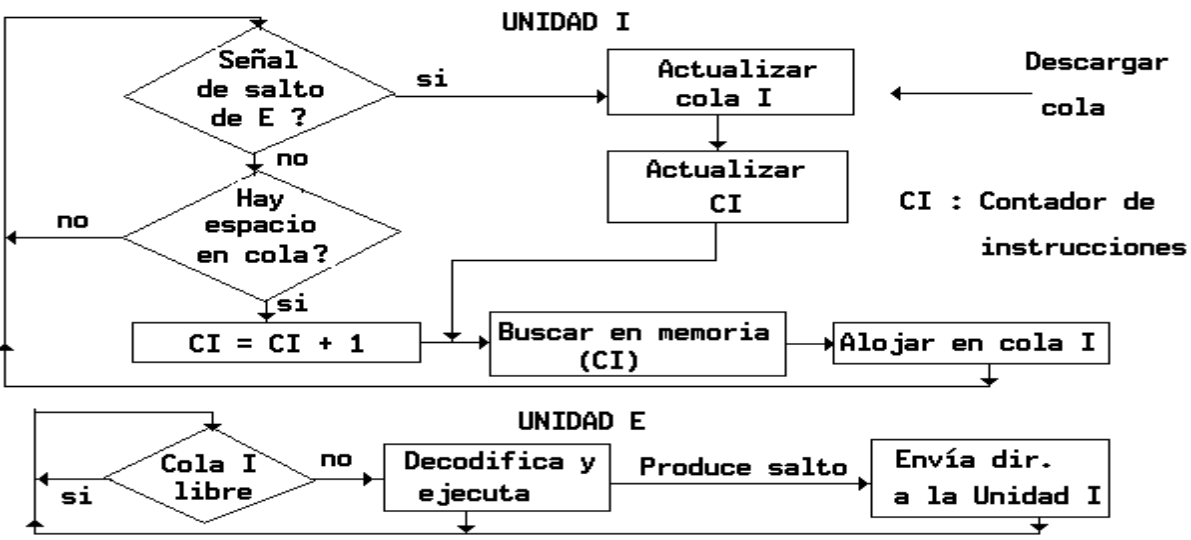 UNIDAD I
Señal
de salto
de E ?
si
Actualizar
cola I
Descargar
cola
no
Hay
espacio
en cola?
no
Actualizar
CI
CI : Contador de
instrucciones
si
CI = CI + 1
Buscar en memoria
(CI)
Alojar en cola I
UNIDAD E
Cola I
libre
si
no
Decodifica y
ejecuta
Produce salto
Envía dir.
a la Unidad I